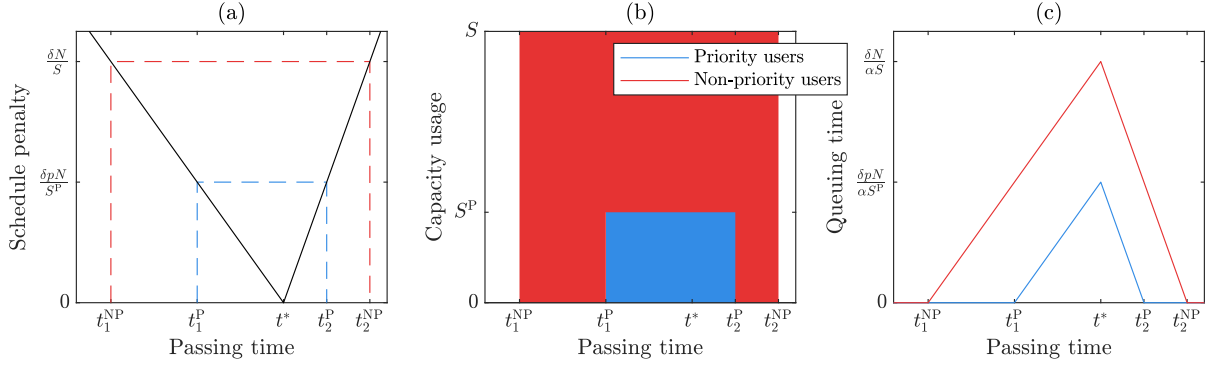 (a)
Schedule penalty
δN/S
δpN/S^P
0
t_1^NP
t_1^P
t*
t_2^P
t_2^NP
Passing time
(b)
Capacity usage
S
S^P
0
Priority users
Non-priority users
t_1^NP
t_1^P
t*
t_2^P
t_2^NP
Passing time
(c)
Queuing time
δN/αS
δpN/αS^P
0
t_1^NP
t_1^P
t*
t_2^P
t_2^NP
Passing time